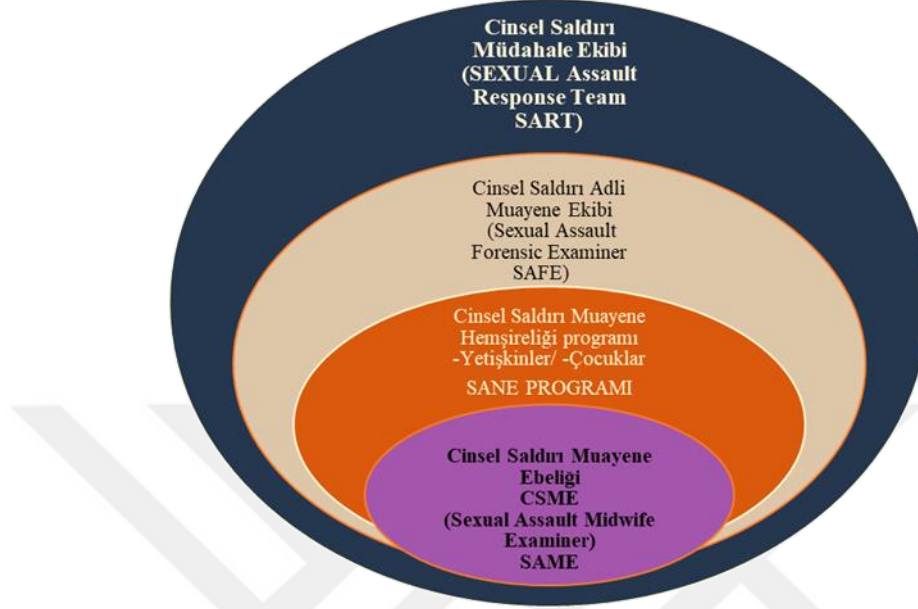 Cinsel Saldırı
Müdahale Ekibi
(SEXUAL Assault
Response Team
SART)
Cinsel Saldırı Adli
Muayene Ekibi
(Sexual Assault
Forensic Examiner
SAFE)
Cinsel Saldırı Muayene
Hemşireliği programı
-Yetişkinler/ -Çocuklar
SANE PROGRAMI
Cinsel Saldırı Muayene
Ebeliği
CSME
(Sexual Assault Midwife
Examiner)
SAME